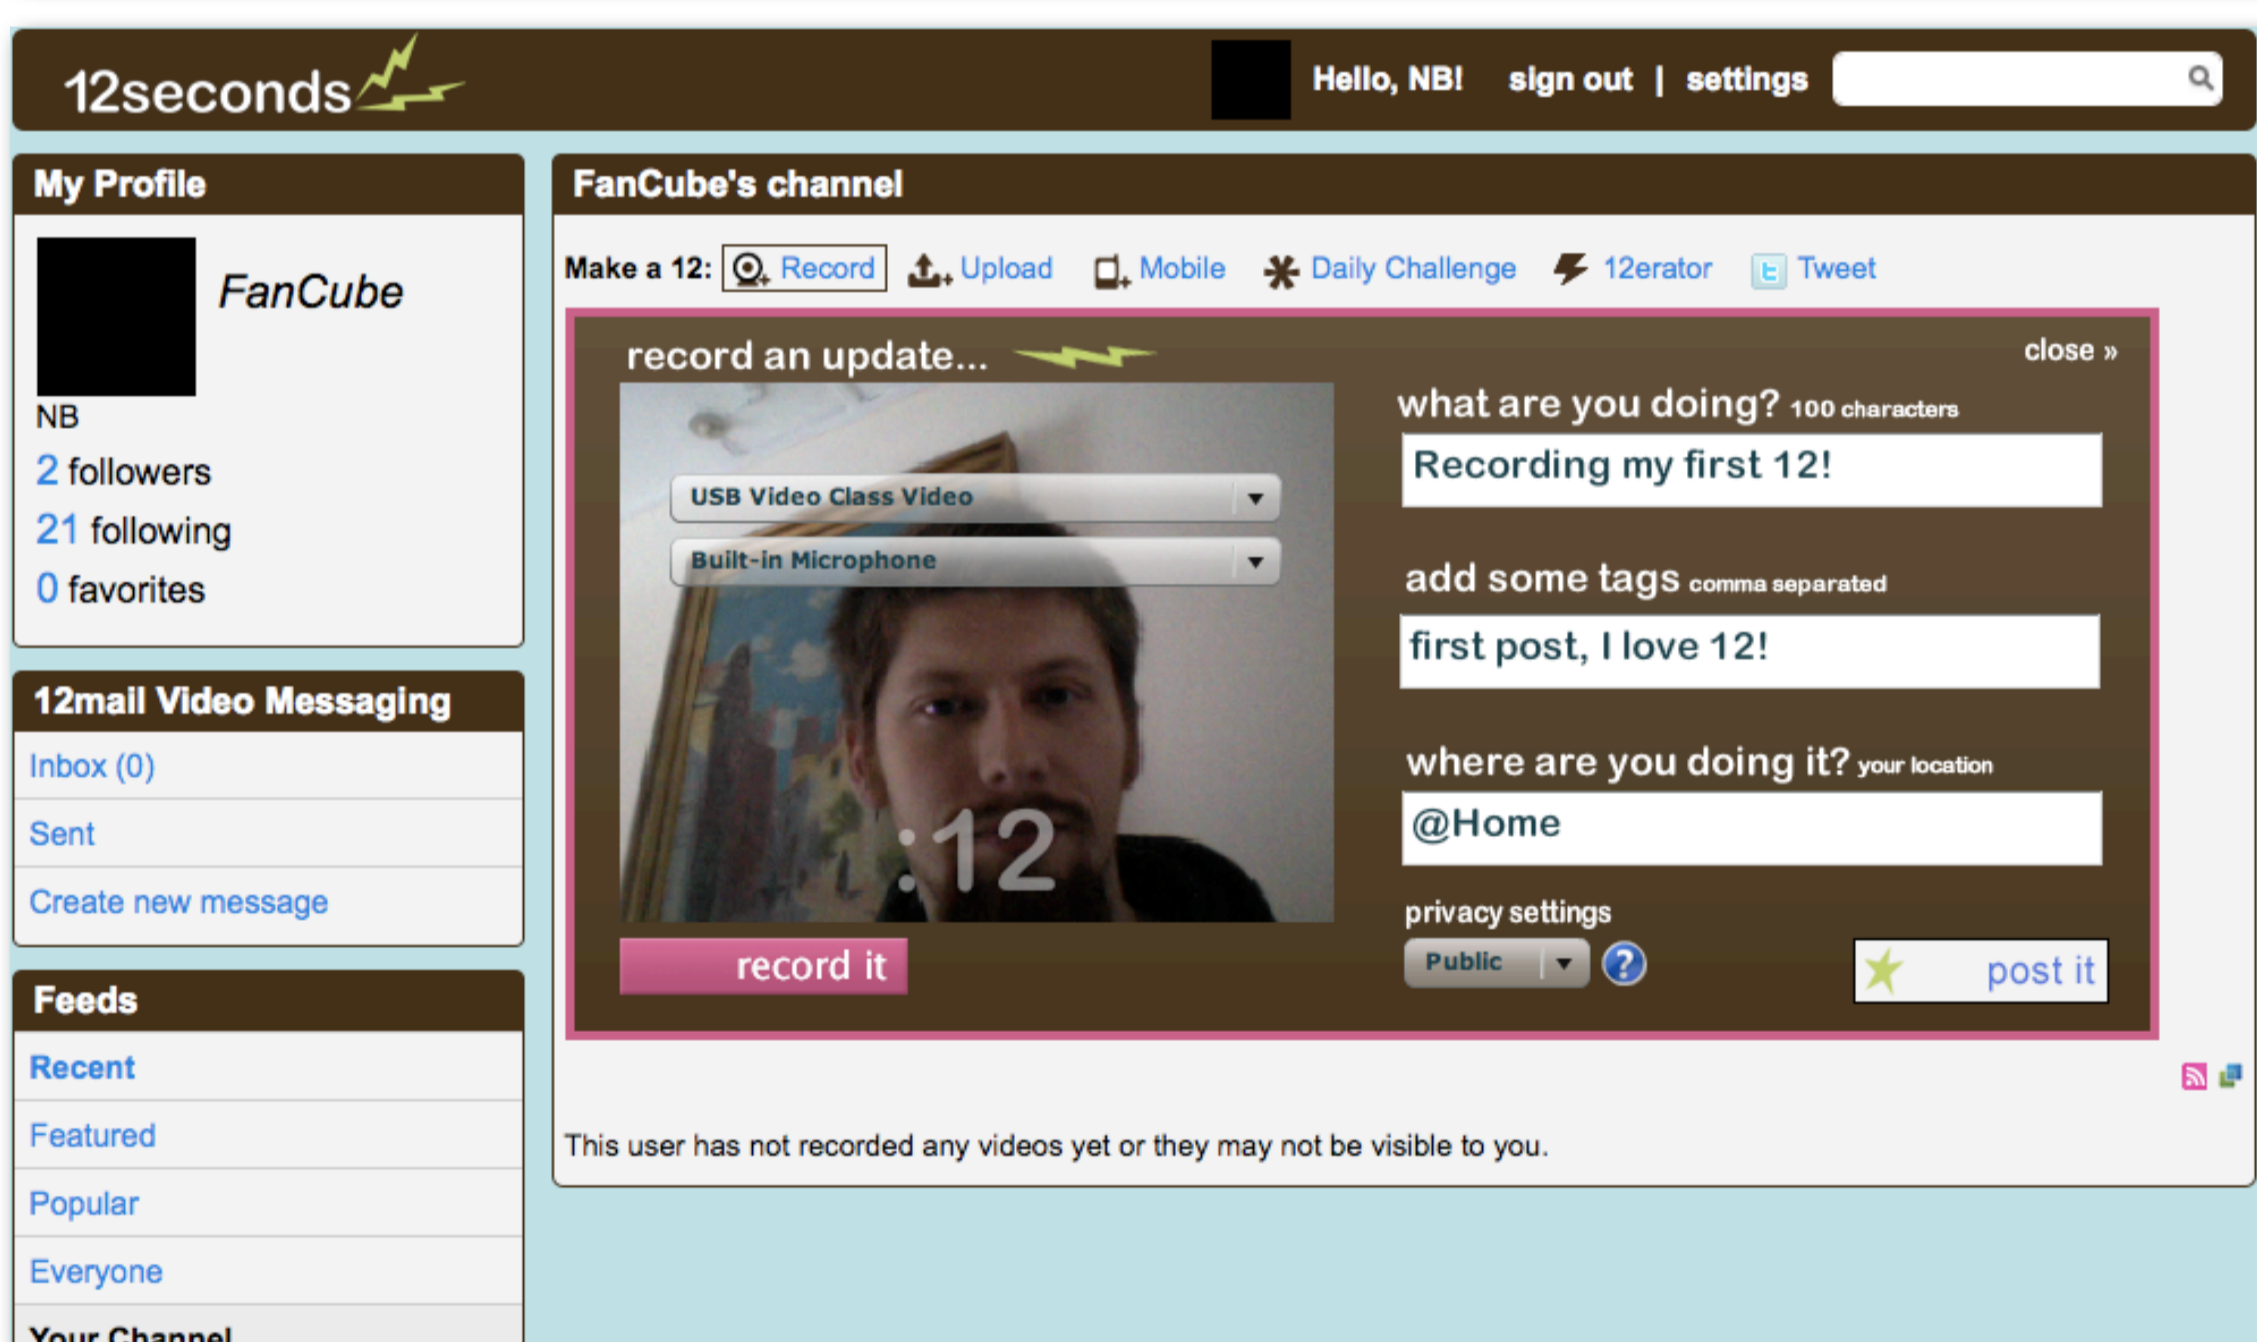 12seconds
Hello, NB! sign out | settings
My Profile
FanCube
NB
2 followers
21 following
0 favorites
12mail Video Messaging
Inbox (0)
Sent
Create new message
Feeds
Recent
Featured
Popular
Everyone
Your Channel
FanCube's channel
Make a 12: Record Upload Mobile Daily Challenge 12erator Tweet
record an update...
close »
USB Video Class Video
Built-in Microphone
:12
record it
what are you doing? 100 characters
Recording my first 12!
add some tags comma separated
first post, I love 12!
where are you doing it? your location
@Home
privacy settings
Public ?
post it
This user has not recorded any videos yet or they may not be visible to you.